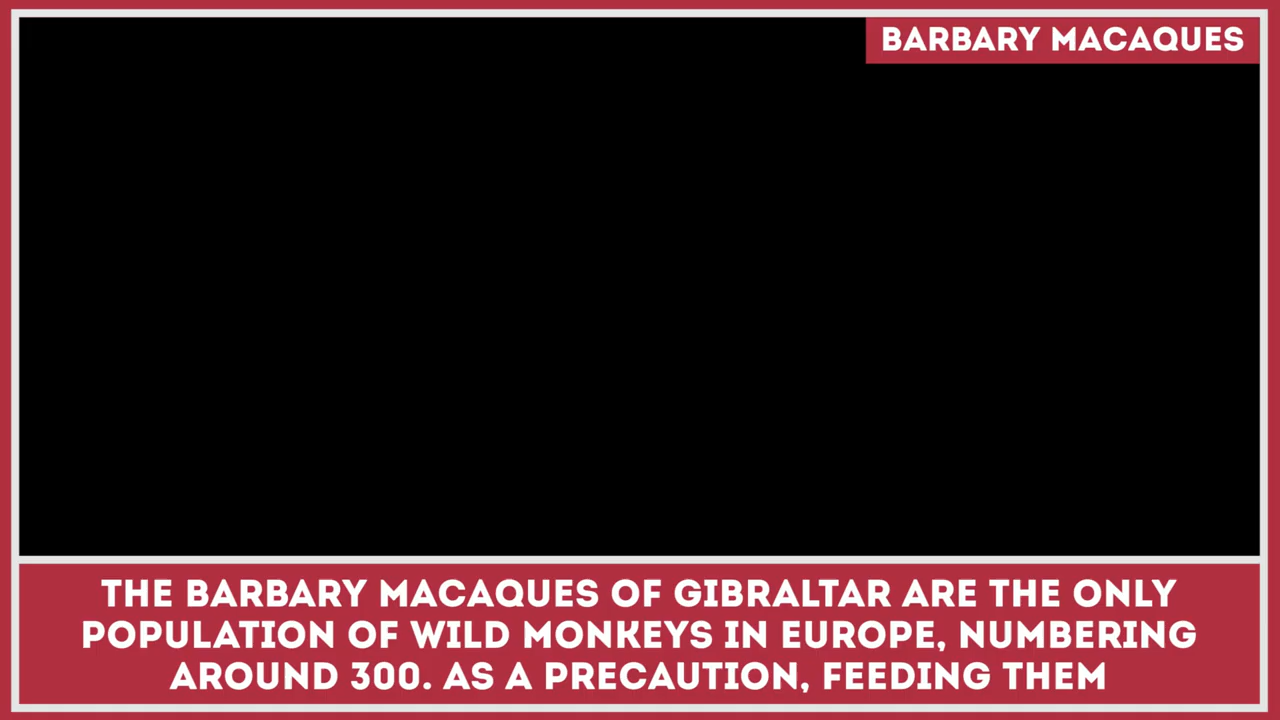 BARBARY MACAQUES
THE BARBARY MACAQUES OF GIBRALTAR ARE THE ONLY
POPULATION OF WILD MONKEYS IN EUROPE, NUMBERING
AROUND 300. AS A PRECAUTION, FEEDING THEM